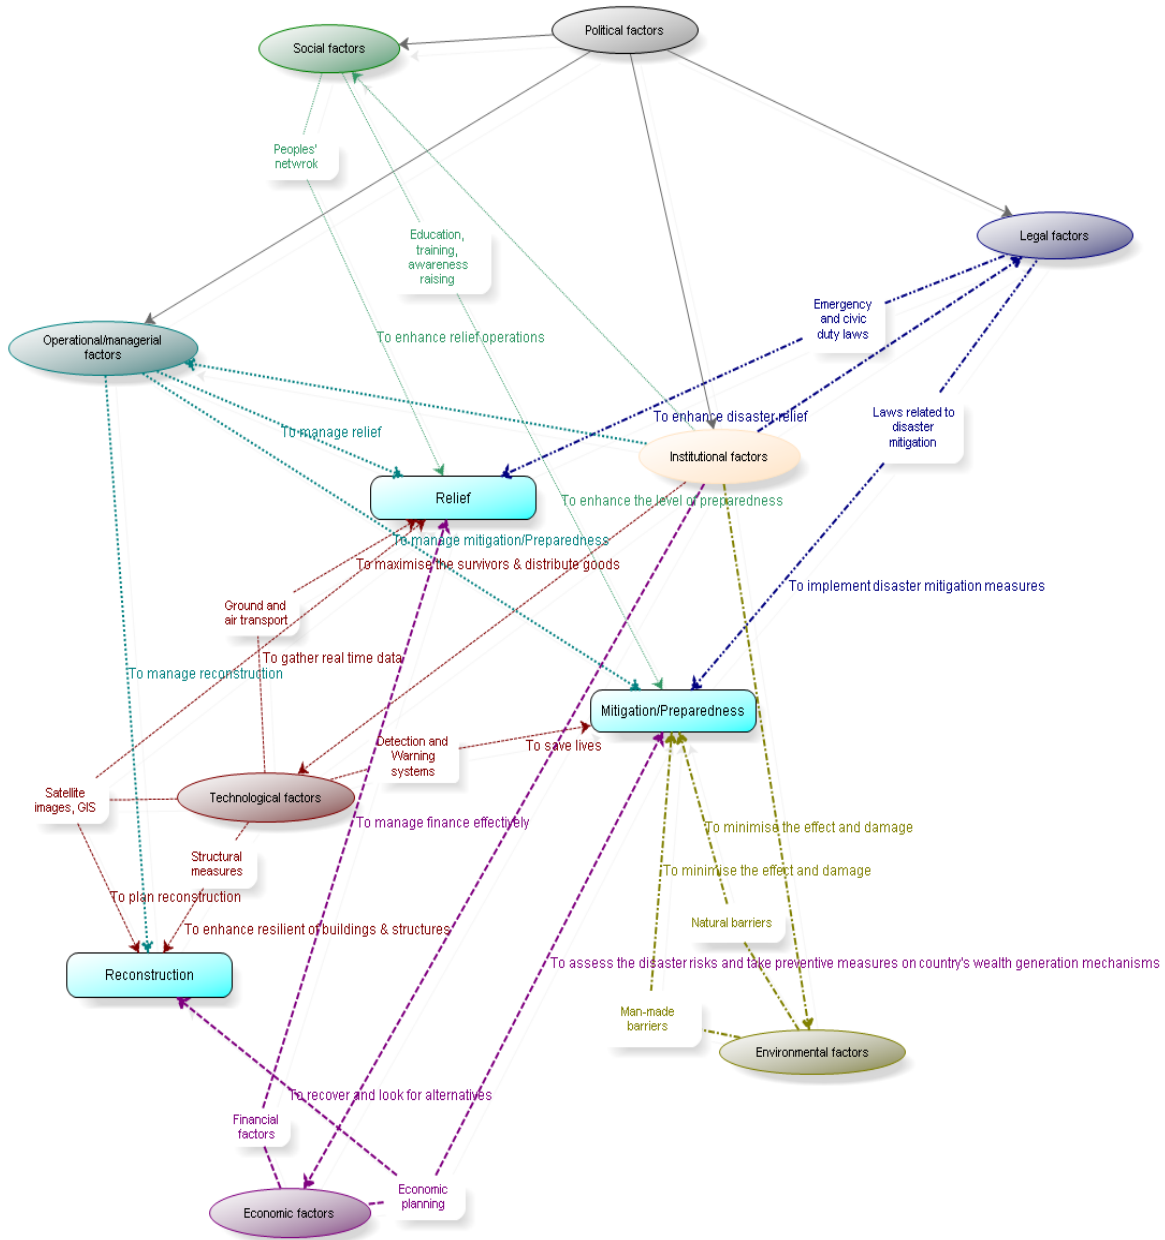 Political factors
Social factors
Peoples'
netwrok
Education,
training,
awareness
raising
Legal factors
Emergency
and civic
duty laws
To enhance relief operations
Operational/managerial
factors
To enhance disaster relief
Laws related to
disaster
mitigation
To manage relief
Institutional factors
Relief
To enhance the level of preparedness
To manage mitigation/Preparedness
To maximise the survivors & distribute goods
To implement disaster mitigation measures
Ground and
air transport
To gather real time data
To manage reconstruction
Mitigation/Preparedness
Detection and
Warning
systems
To save lives
Satellite
images, GIS
Technological factors
To manage finance effectively
To minimise the effect and damage
Structural
measures
To minimise the effect and damage
To plan reconstruction
Natural barriers
To enhance resilient of buildings & structures
To assess the disaster risks and take preventive measures on country's wealth generation mechanisms
Reconstruction
Man-made
barriers
Environmental factors
To recover and look for alternatives
Financial
factors
Economic
planning
Economic factors